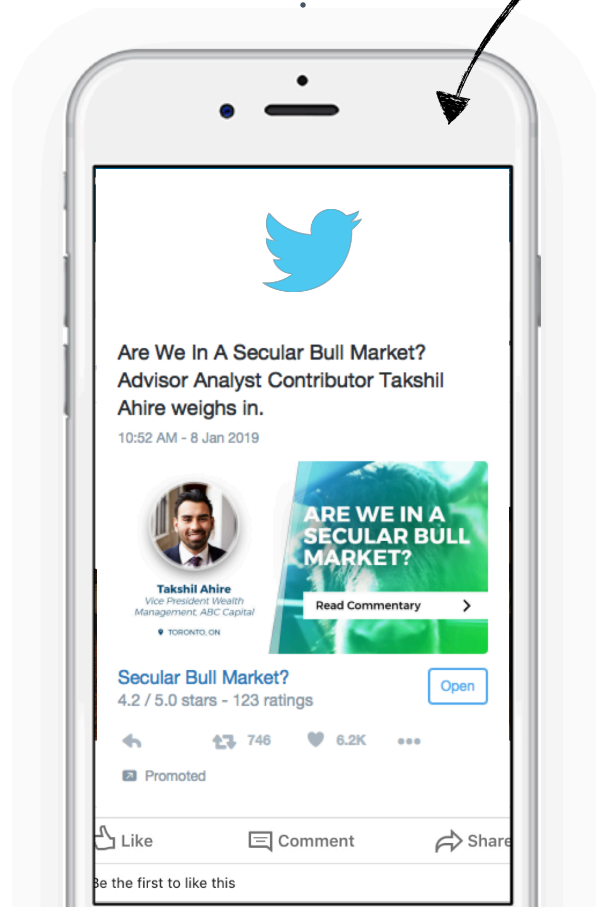 Are We In A Secular Bull Market?
Advisor Analyst Contributor Takshil
Ahire weighs in.
10:52 AM - 8 Jan 2019
ARE WE IN A
SECULAR BULL
MARKET?
Read Commentary
Takshil Ahire
Vice President Wealth
Management, ABC Capital
TORONTO, ON
Secular Bull Market?
4.2 / 5.0 stars - 123 ratings
Open
746 6.2K
Promoted
Like Comment Share
Be the first to like this